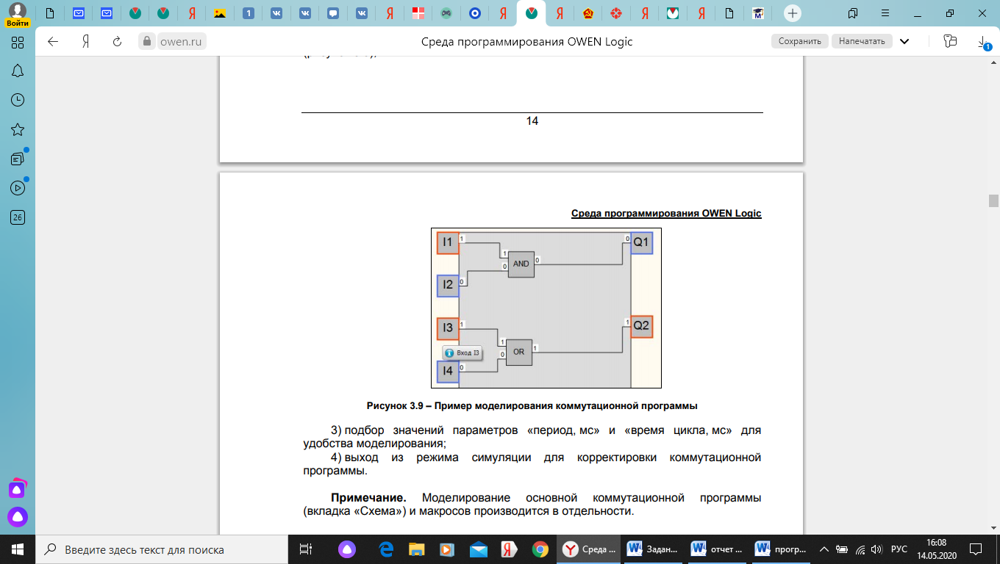 Войти
1
Я
owen.ru
Среда программирования OWEN Logic
Сохранить
Напечатать
1
26
14
Среда программирования OWEN Logic
I1
1
0
Q1
1
AND
0
0
I2
0
I3
1
1
Q2
1
OR
1
0
Вход I3
I4
0
Рисунок 3.9 – Пример моделирования коммутационной программы
3) подбор значений параметров «период, мс» и «время цикла, мс» для
удобства моделирования;
4) выход из режима симуляции для корректировки коммутационной
программы.
Примечание. Моделирование основной коммутационной программы
(вкладка «Схема») и макросов производится в отдельности.
Введите здесь текст для поиска
Среда ...
Задан...
отчет ...
прогр...
РУС
16:08
14.05.2020